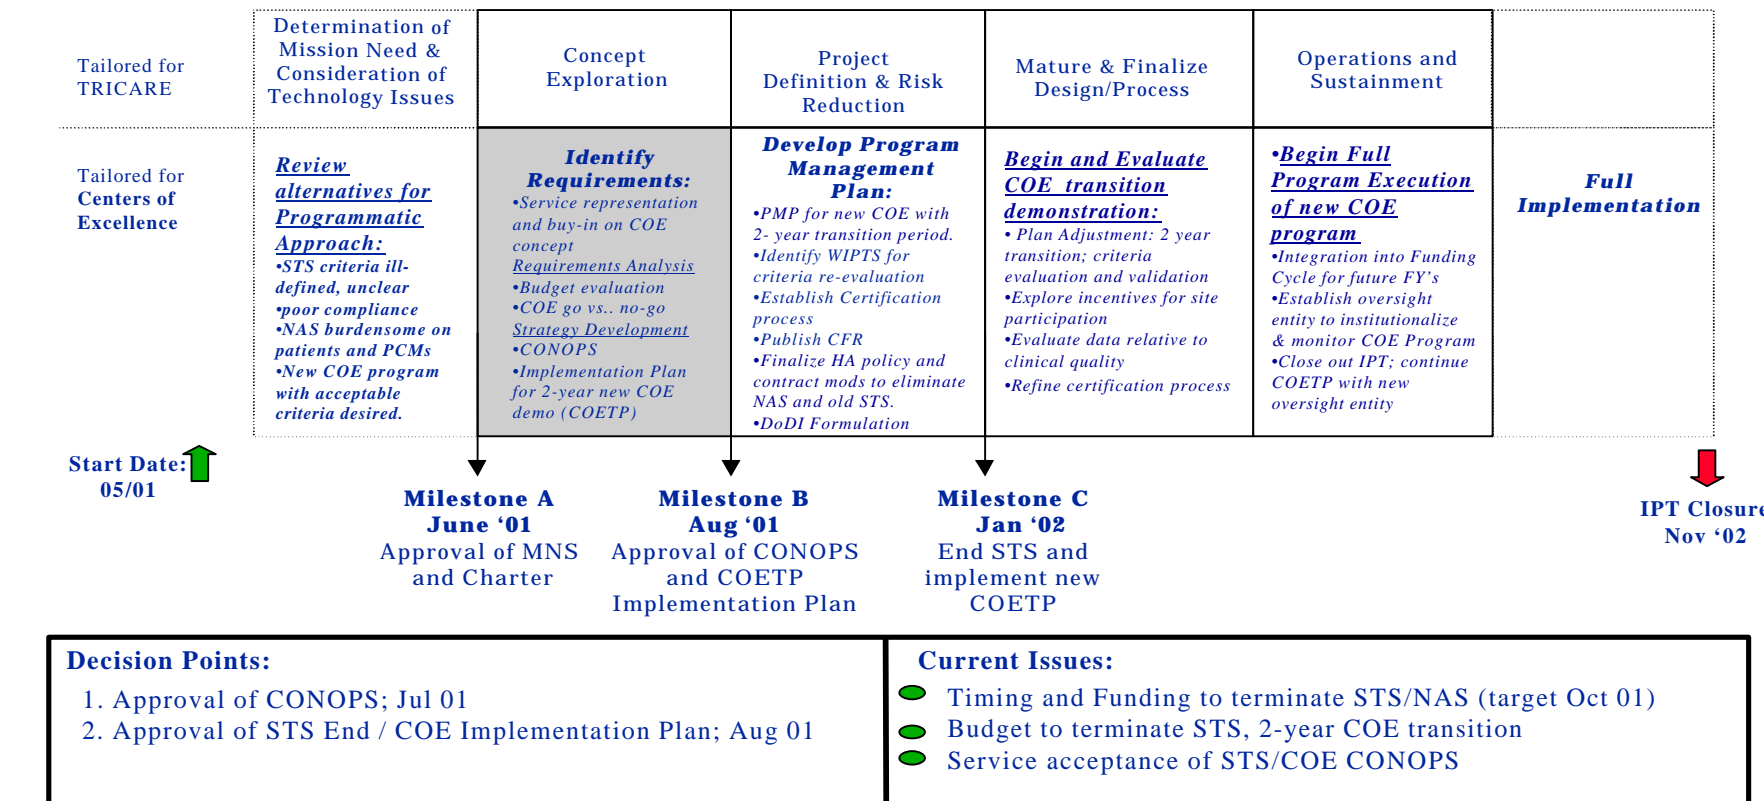 Tailored for
TRICARE
Determination of
Mission Need &
Consideration of
Technology Issues
Concept
Exploration
Project
Definition & Risk
Reduction
Mature & Finalize
Design/Process
Operations and
Sustainment
Tailored for
Centers of
Excellence
Review
alternatives for
Programmatic
Approach:
•STS criteria ill-
defined, unclear
•poor compliance
•NAS burdensome on
patients and PCMs
•New COE program
with acceptable
criteria desired.
Identify
Requirements:
•Service representation
and buy-in on COE
concept
Requirements Analysis
•Budget evaluation
•COE go vs.. no-go
Strategy Development
•CONOPS
•Implementation Plan
for 2-year new COE
demo (COETP)
Develop Program
Management
Plan:
•PMP for new COE with
2- year transition period.
•Identify WIPTS for
criteria re-evaluation
•Establish Certification
process
•Publish CFR
•Finalize HA policy and
contract mods to eliminate
NAS and old STS.
•DoDI Formulation
Begin and Evaluate
COE transition
demonstration:
• Plan Adjustment: 2 year
transition; criteria
evaluation and validation
•Explore incentives for site
participation
•Evaluate data relative to
clinical quality
•Refine certification process
•Begin Full
Program Execution
of new COE
program
•Integration into Funding
Cycle for future FY's
•Establish oversight
entity to institutionalize
& monitor COE Program
•Close out IPT; continue
COETP with new
oversight entity
Full
Implementation
Start Date:
05/01
Milestone A
June ‘01
Approval of MNS
and Charter
Milestone B
Aug ‘01
Approval of CONOPS
and COETP
Implementation Plan
Milestone C
Jan ‘02
End STS and
implement new
COETP
IPT Closure
Nov ‘02
Decision Points:
1. Approval of CONOPS; Jul 01
2. Approval of STS End / COE Implementation Plan; Aug 01
Current Issues:
Timing and Funding to terminate STS/NAS (target Oct 01)
Budget to terminate STS, 2-year COE transition
Service acceptance of STS/COE CONOPS